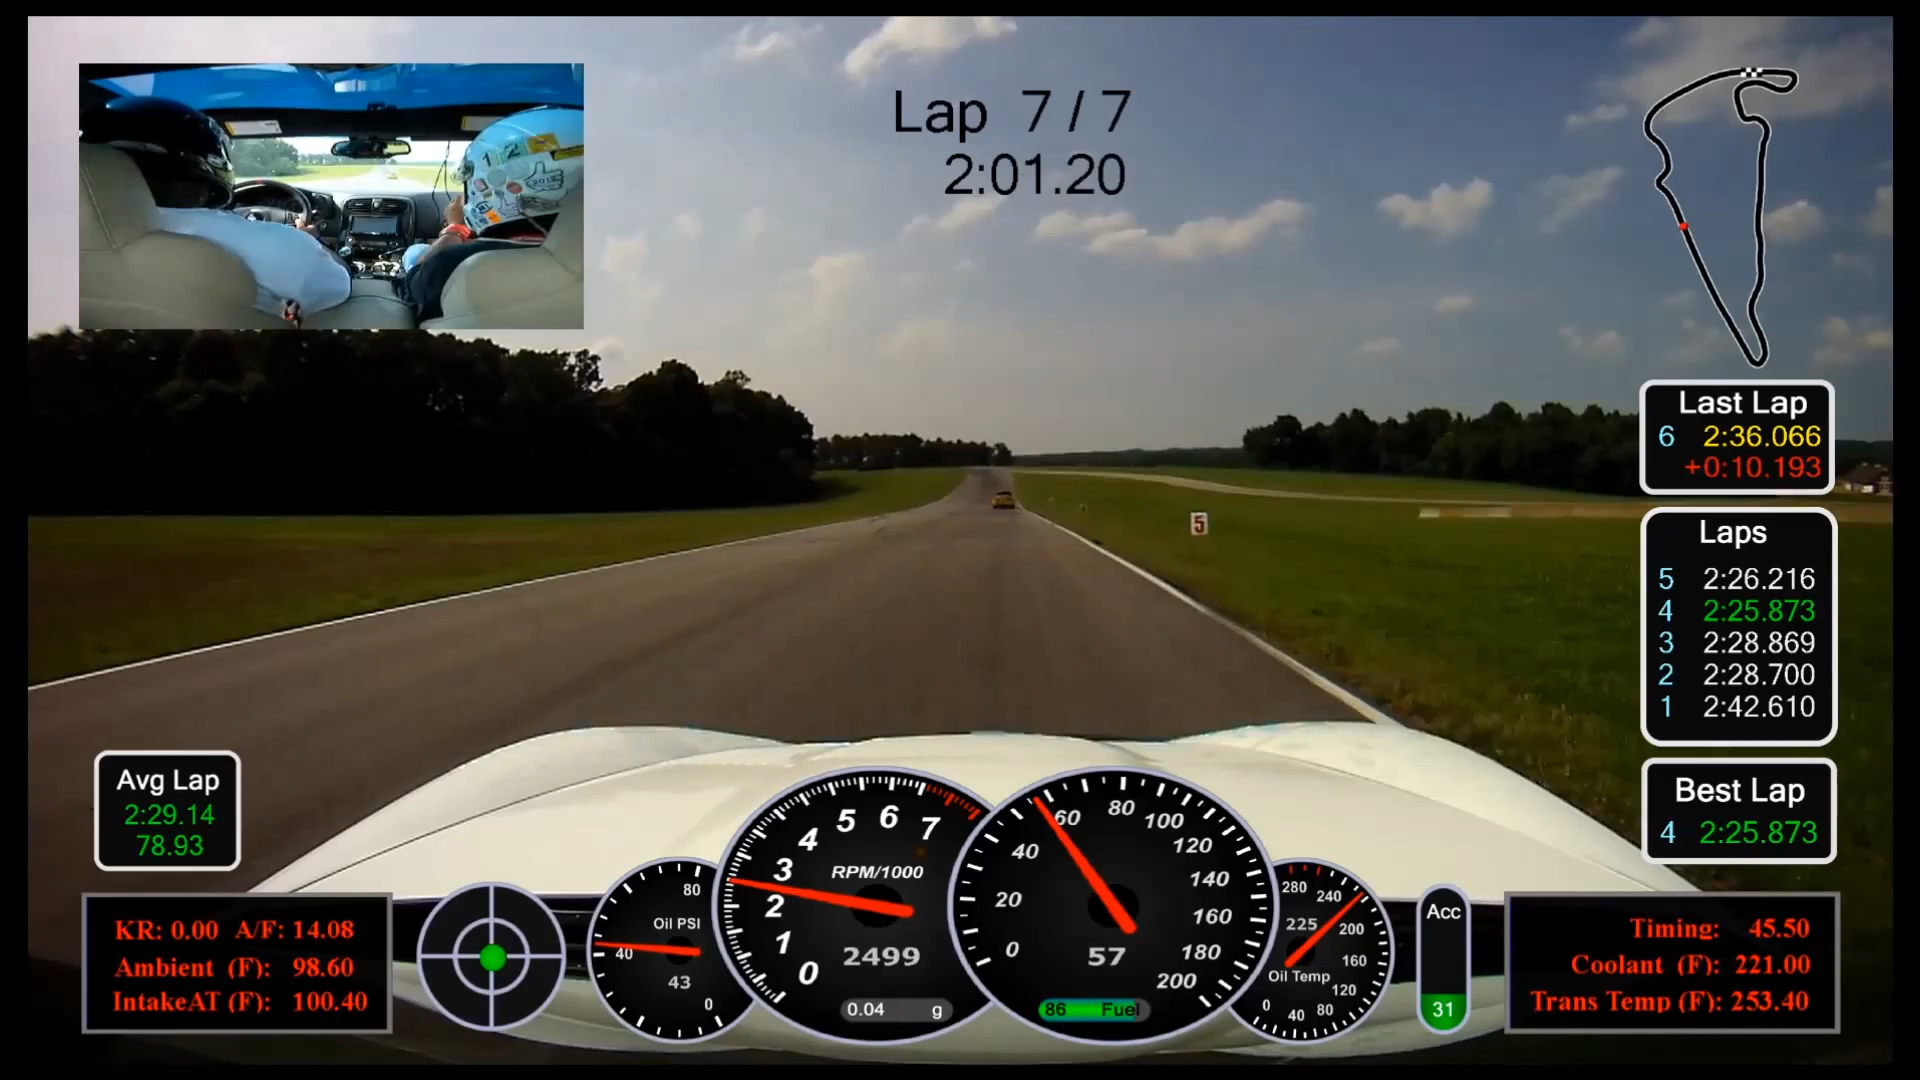 Lap 7 / 7
2:01.20
12
2012
5
Last Lap
6 2:36.066
+0:10.193
Laps
5 2:26.216
4 2:25.873
3 2:28.869
2 2:28.700
1 2:42.610
Best Lap
4 2:25.873
Avg Lap
2:29.14
78.93
KR: 0.00 A/F: 14.08
Ambient (F): 98.60
IntakeAT (F): 100.40
80
Oil PSI
40
43
0
5 6 7
4
3 RPM/1000
2
1
0
2499
0.04 g
60 80 100
40 120
20 140
160
0 180
200
57
86 Fuel
280 240
225 200
160
Oil Temp 120
0 40 80
Acc
31
Timing: 45.50
Coolant (F): 221.00
Trans Temp (F): 253.40